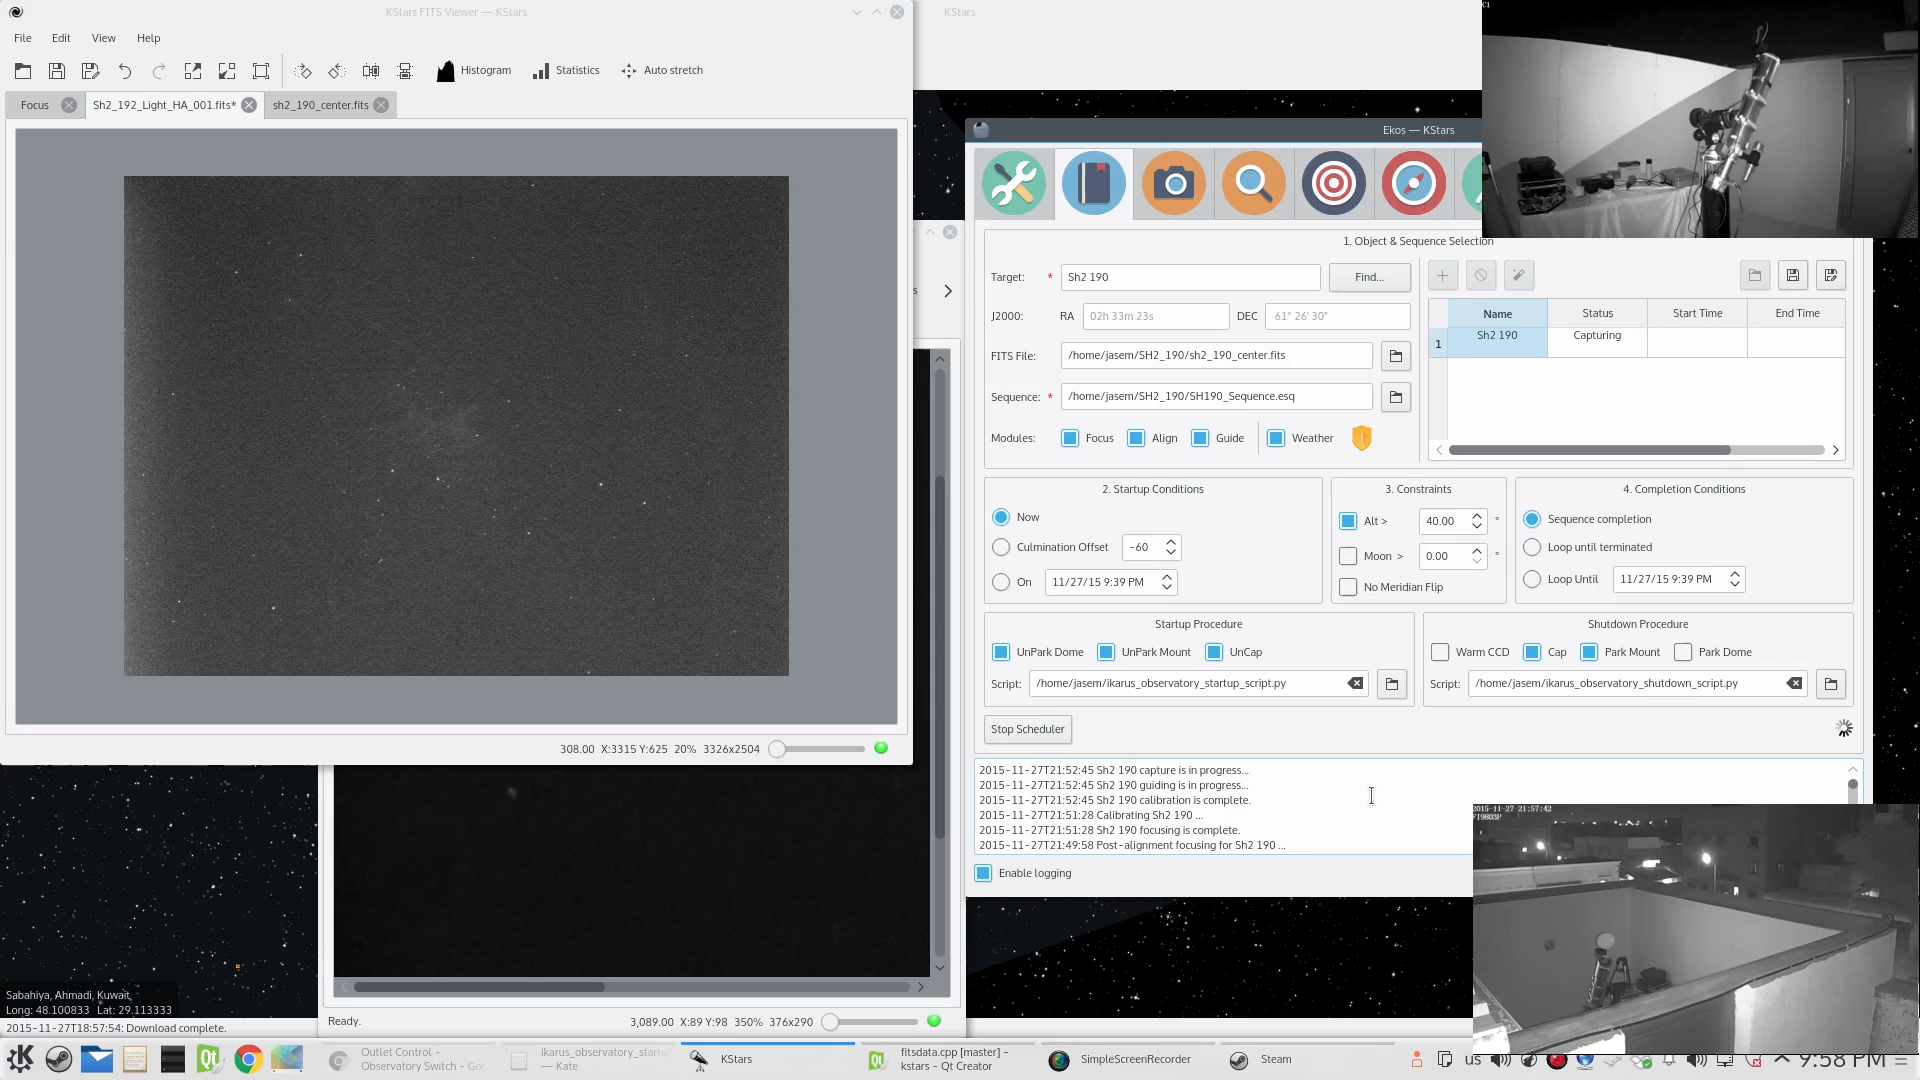 KStars FITS Viewer — KStars
File Edit View Help
Histogram Statistics Auto stretch
Focus Sh2_192_Light_HA_001.fits* sh2_190_center.fits
308.00 X:3315 Y:625 20% 3326x2504
KStars
s
Ekos — KStars
1. Object & Sequence Selection
Target: * Sh2 190 Find...
J2000: RA 02h 33m 23s DEC 61° 26' 30"
FITS File: /home/jasem/SH2_190/sh2_190_center.fits
Sequence: * /home/jasem/SH2_190/SH190_Sequence.esq
Modules: Focus Align Guide Weather
Name Status Start Time End Time
1 Sh2 190 Capturing
2. Startup Conditions
Now
Culmination Offset -60
On 11/27/15 9:39 PM
3. Constraints
Alt > 40.00 °
Moon > 0.00 °
No Meridian Flip
4. Completion Conditions
Sequence completion
Loop until terminated
Loop Until 11/27/15 9:39 PM
Startup Procedure
UnPark Dome UnPark Mount UnCap
Script: /home/jasem/ikarus_observatory_startup_script.py
Shutdown Procedure
Warm CCD Cap Park Mount Park Dome
Script: /home/jasem/ikarus_observatory_shutdown_script.py
Stop Scheduler
2015-11-27T21:52:45 Sh2 190 capture is in progress...
2015-11-27T21:52:45 Sh2 190 guiding is in progress...
2015-11-27T21:52:45 Sh2 190 calibration is complete.
2015-11-27T21:51:28 Calibrating Sh2 190 ...
2015-11-27T21:51:28 Sh2 190 focusing is complete.
2015-11-27T21:49:58 Post-alignment focusing for Sh2 190 ...
Enable logging
C1
2015-11-27 21:57:42
FI9803P
Sabahiya, Ahmadi, Kuwait
Long: 48.100833 Lat: 29.113333
2015-11-27T18:57:54: Download complete.
Ready. 3,089.00 X:89 Y:98 350% 376x290
Outlet Control -
Observatory Switch - Goo
ikarus_observatory_startu
— Kate
KStars
fitsdata.cpp [master] -
kstars - Qt Creator
SimpleScreenRecorder
Steam
us
9:58 PM